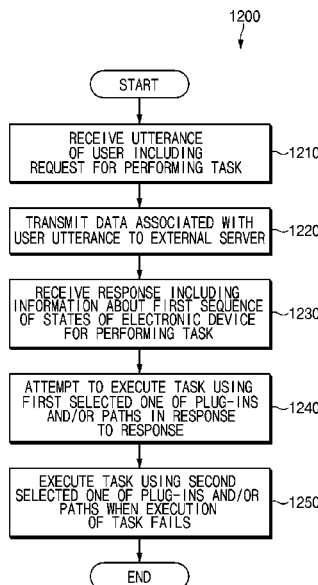 1200
START
RECEIVE UTTERANCE
OF USER INCLUDING
REQUEST FOR PERFORMING TASK
1210
TRANSMIT DATA ASSOCIATED WITH
USER UTTERANCE TO EXTERNAL SERVER
1220
RECEIVE RESPONSE INCLUDING
INFORMATION ABOUT FIRST SEQUENCE
OF STATES OF ELECTRONIC DEVICE
FOR PERFORMING TASK
1230
ATTEMPT TO EXECUTE TASK USING
FIRST SELECTED ONE OF PLUG-INS
AND/OR PATHS IN RESPONSE
TO RESPONSE
1240
EXECUTE TASK USING SECOND
SELECTED ONE OF PLUG-INS AND/OR
PATHS WHEN EXECUTION
OF TASK FAILS
1250
END